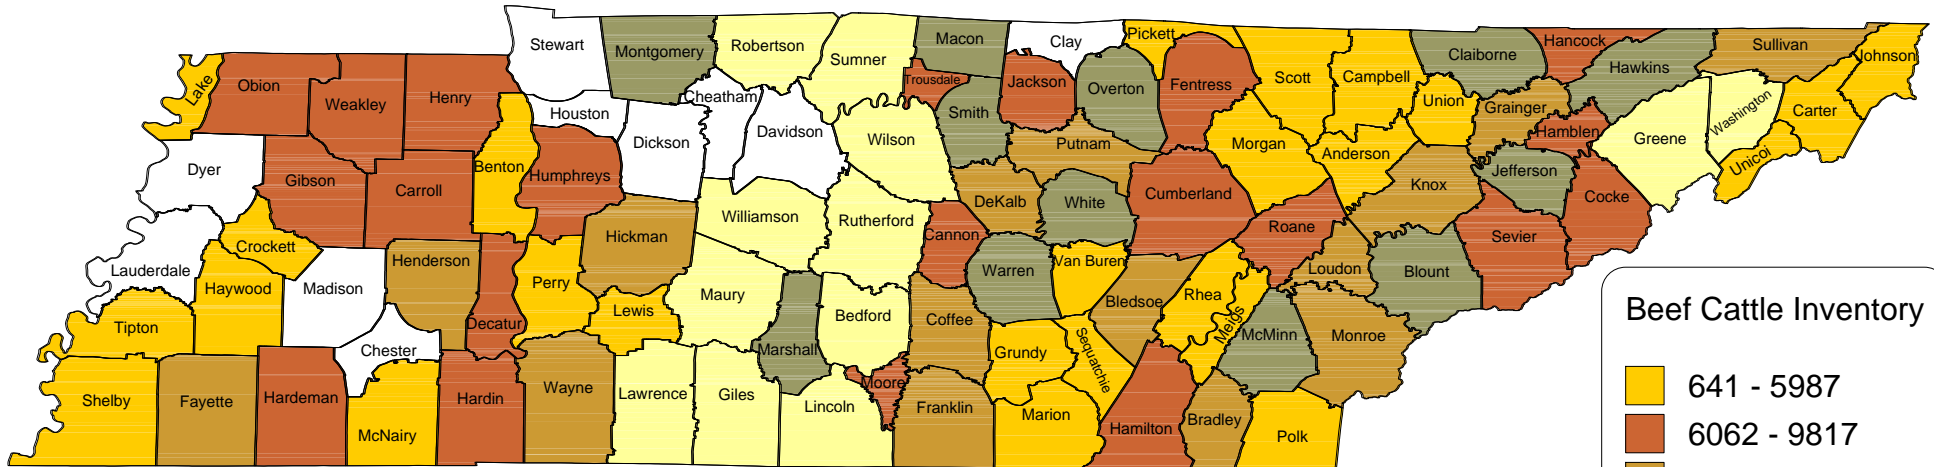 Stewart
Montgomery
Robertson
Sumner
Macon
Clay
Pickett
Scott
Campbell
Claiborne
Hancock
Hawkins
Sullivan
Johnson
Lake
Obion
Weakley
Henry
Houston
Cheatham
Trousdale
Jackson
Overton
Fentress
Union
Grainger
Washington
Carter
Benton
Dickson
Davidson
Wilson
Smith
Putnam
Morgan
Anderson
Hamblen
Greene
Unicoi
Dyer
Gibson
Carroll
Humphreys
Williamson
Rutherford
DeKalb
White
Cumberland
Knox
Jefferson
Cocke
Crockett
Henderson
Hickman
Cannon
Roane
Sevier
Lauderdale
Haywood
Madison
Perry
Maury
Warren
Van Buren
Bledsoe
Rhea
Loudon
Blount
Tipton
Decatur
Lewis
Bedford
Coffee
Meigs
McMinn
Monroe
Chester
Marshall
Grundy
Sequatchie
Shelby
Fayette
Hardeman
McNairy
Hardin
Wayne
Lawrence
Giles
Lincoln
Moore
Franklin
Marion
Hamilton
Bradley
Polk
Beef Cattle Inventory
641 - 5987
6062 - 9817